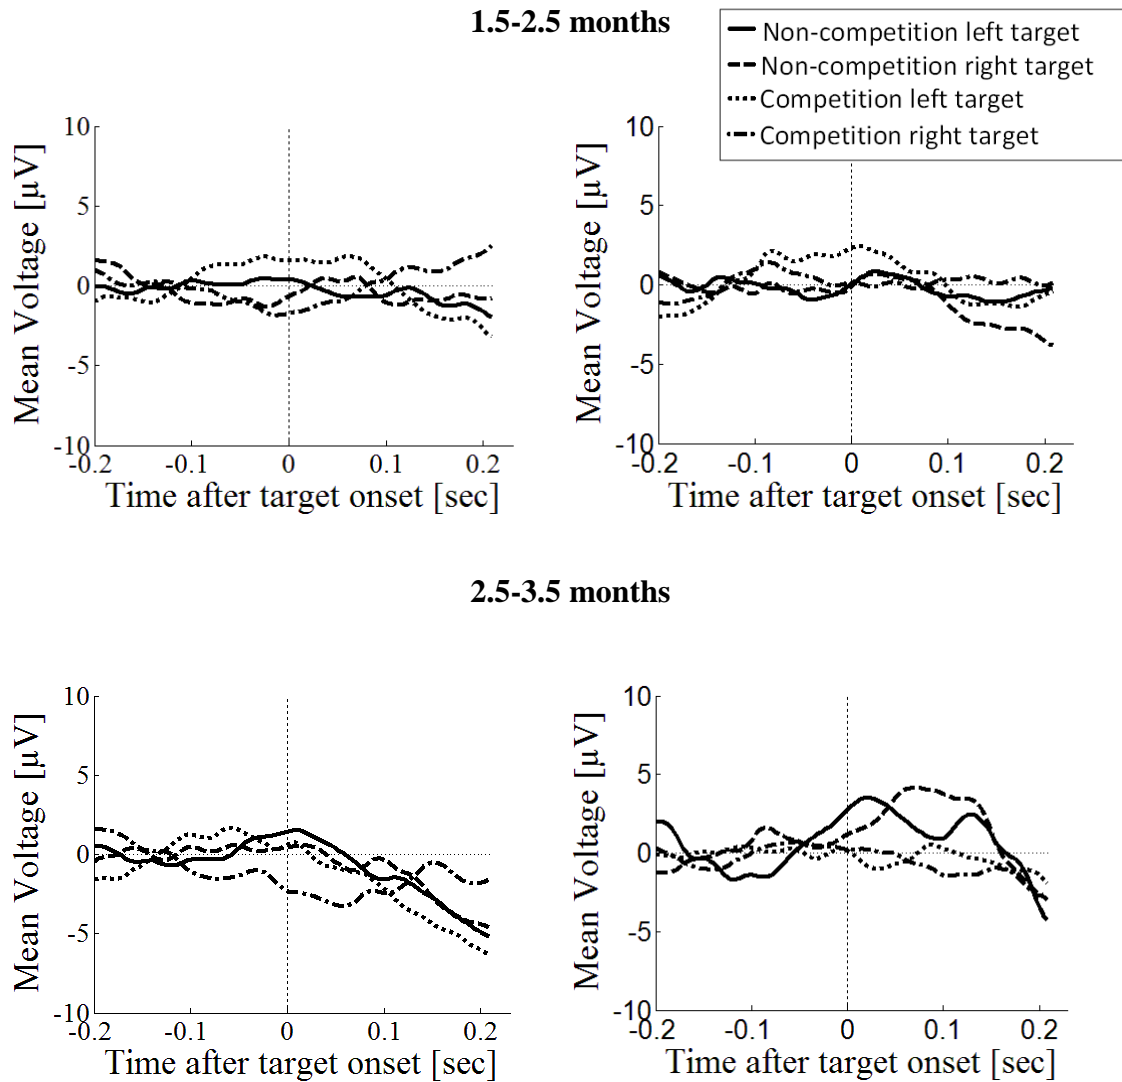 1.5-2.5 months
Non-competition left target
Non-competition right target
Competition left target
Competition right target
Mean Voltage [µV]
10
5
0
-5
-10
-0.2 -0.1 0 0.1 0.2
Time after target onset [sec]
Mean Voltage [µV]
10
5
0
-5
-10
-0.2 -0.1 0 0.1 0.2
Time after target onset [sec]
2.5-3.5 months
Mean Voltage [µV]
10
5
0
-5
-10
-0.2 -0.1 0 0.1 0.2
Time after target onset [sec]
Mean Voltage [µV]
10
5
0
-5
-10
-0.2 -0.1 0 0.1 0.2
Time after target onset [sec]